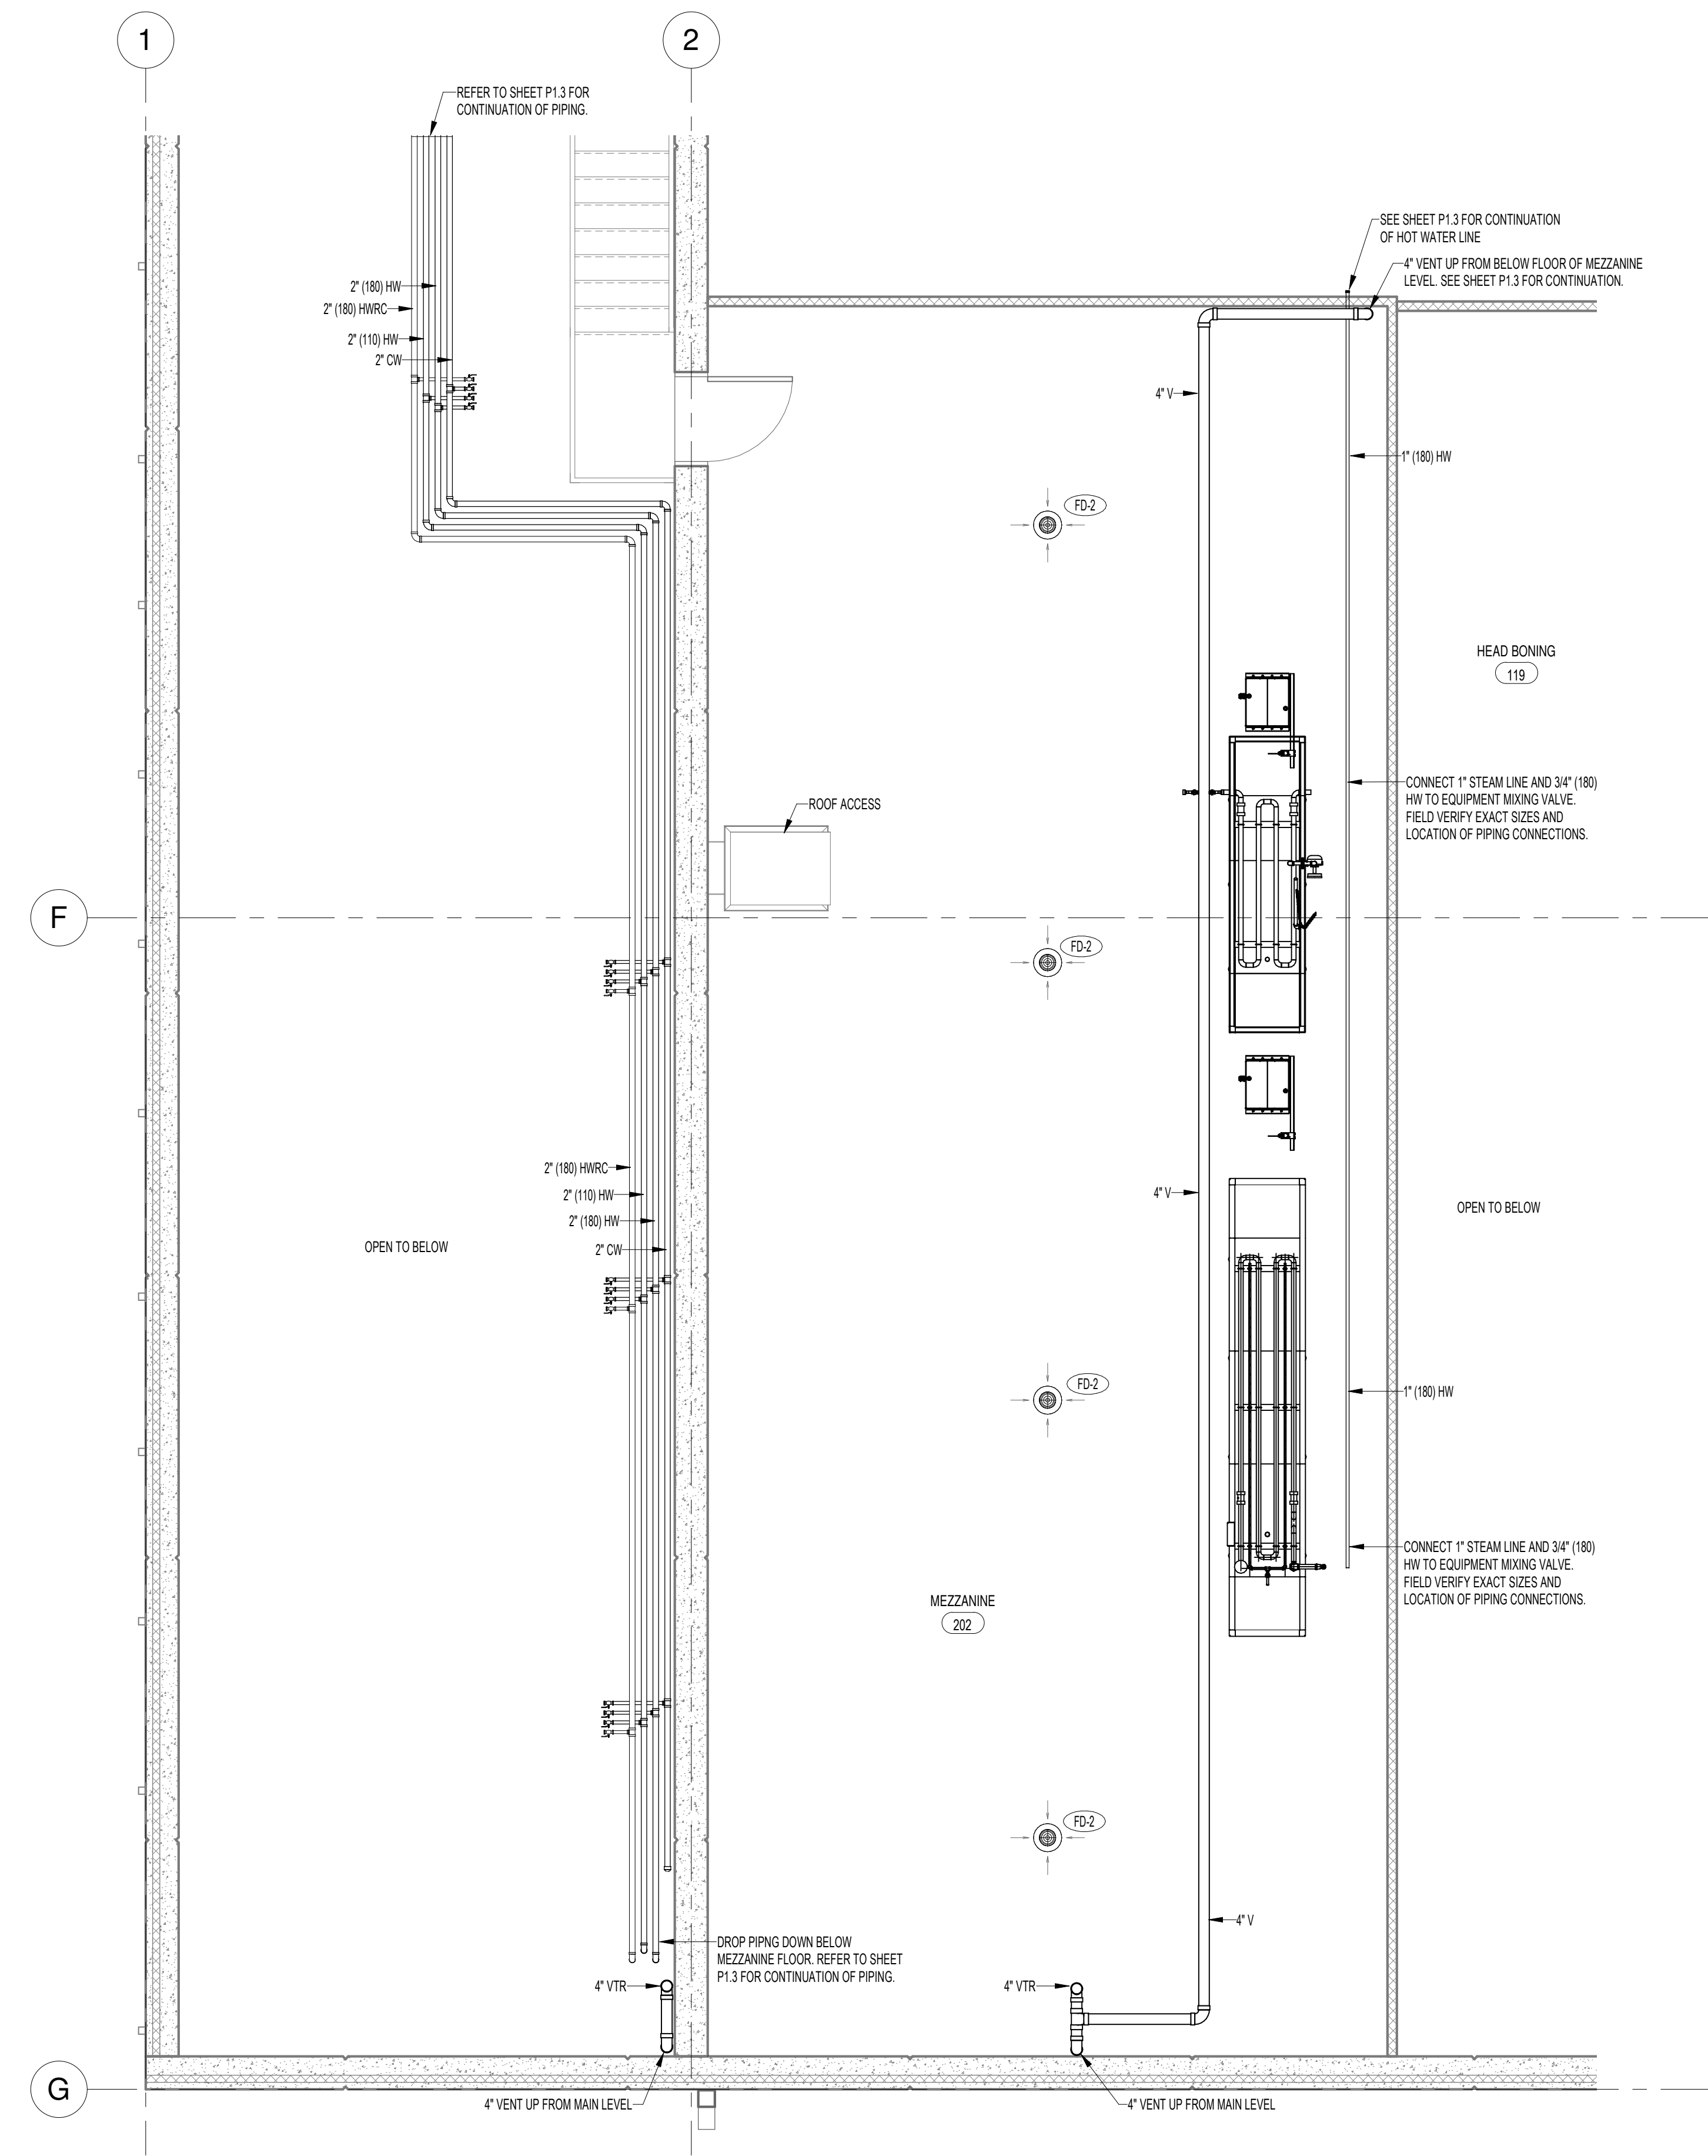 1
2
REFER TO SHEET P1.3 FOR
CONTINUATION OF PIPING.
SEE SHEET P1.3 FOR CONTINUATION
OF HOT WATER LINE
4" VENT UP FROM BELOW FLOOR OF MEZZANINE
LEVEL. SEE SHEET P1.3 FOR CONTINUATION.
2" (180) HW
2" (180) HWRC
2" (110) HW
2" CW
4" V
1" (180) HW
FD-2
HEAD BONING
119
CONNECT 1" STEAM LINE AND 3/4" (180)
HW TO EQUIPMENT MIXING VALVE.
FIELD VERIFY EXACT SIZES AND
LOCATION OF PIPING CONNECTIONS.
ROOF ACCESS
F
FD-2
2" (180) HWRC
2" (110) HW
2" (180) HW
2" CW
4" V
OPEN TO BELOW
OPEN TO BELOW
FD-2
1" (180) HW
CONNECT 1" STEAM LINE AND 3/4" (180)
HW TO EQUIPMENT MIXING VALVE.
FIELD VERIFY EXACT SIZES AND
LOCATION OF PIPING CONNECTIONS.
MEZZANINE
202
FD-2
4" V
DROP PIPNG DOWN BELOW
MEZZANINE FLOOR. REFER TO SHEET
P1.3 FOR CONTINUATION OF PIPING.
4" VTR
4" VTR
G
4" VENT UP FROM MAIN LEVEL
4" VENT UP FROM MAIN LEVEL